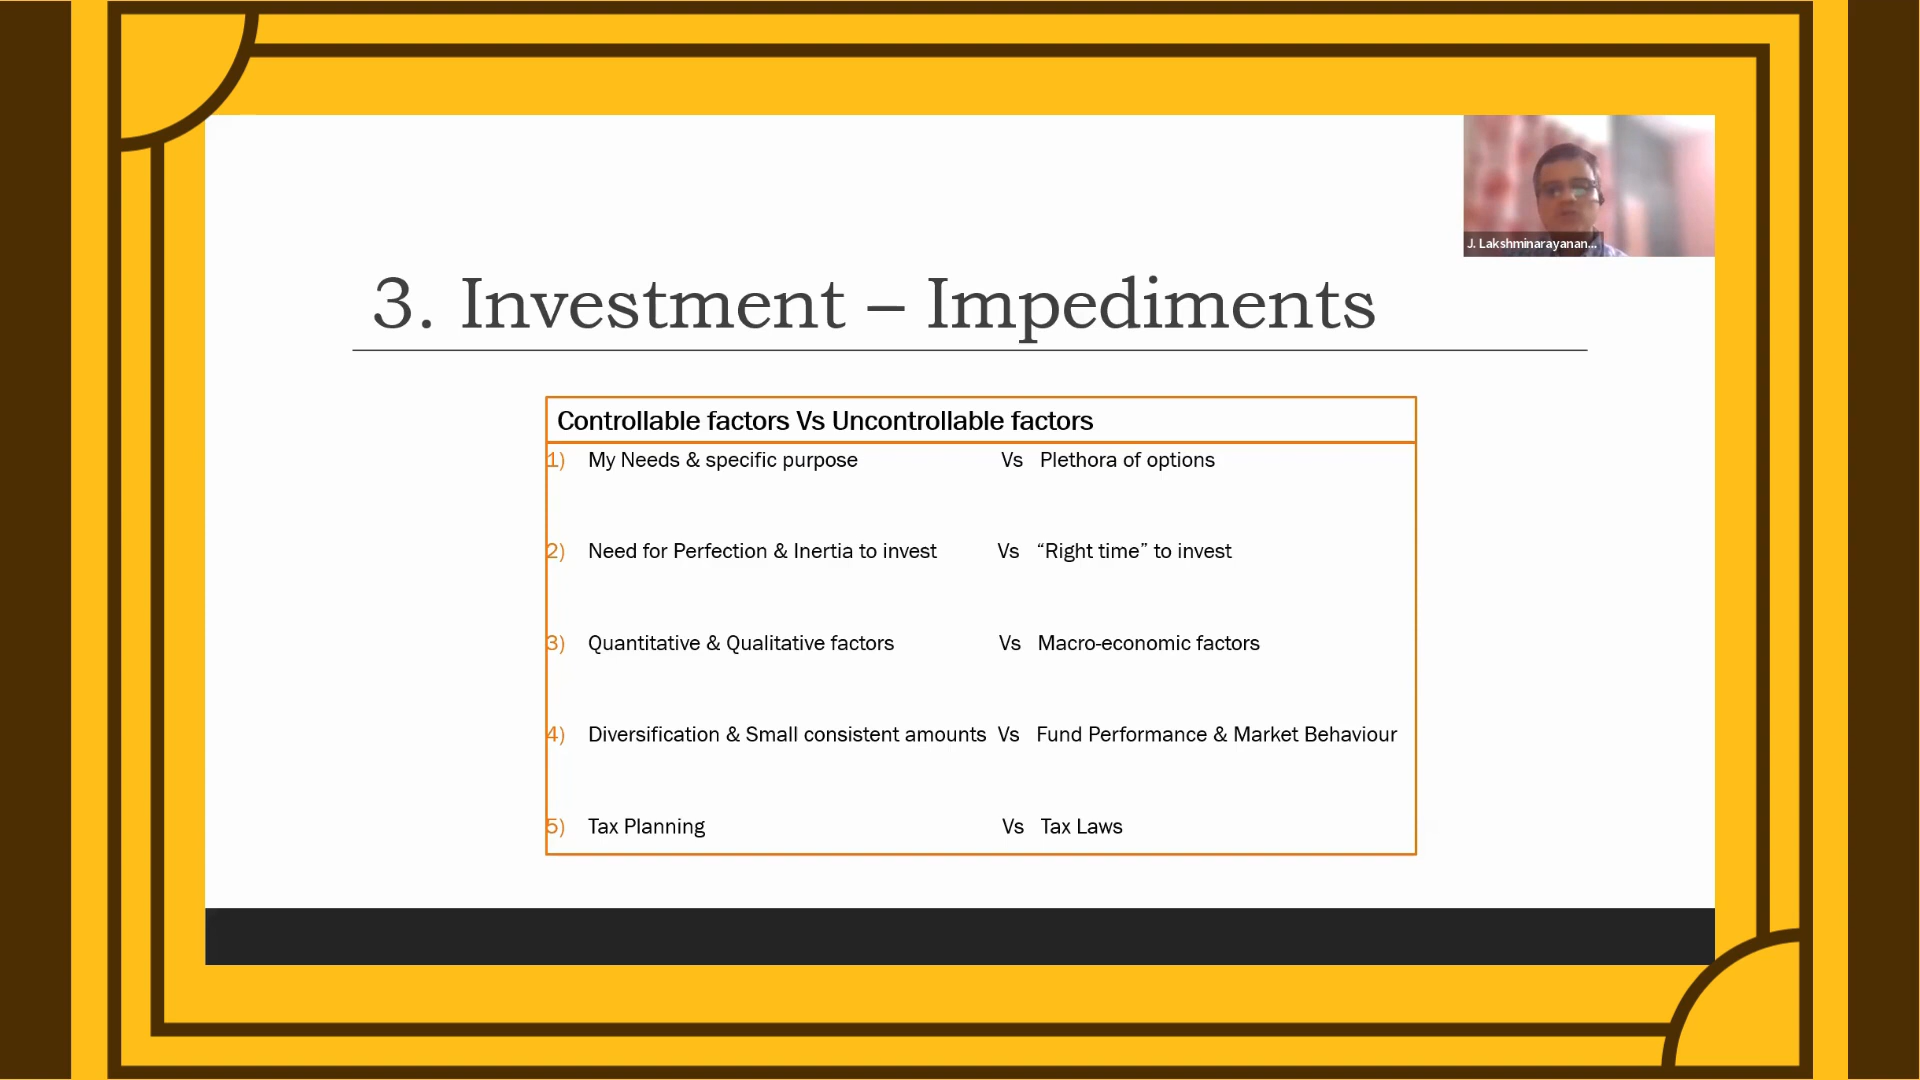 J. Lakshminarayanan...
3. Investment – Impediments
Controllable factors Vs Uncontrollable factors
1) My Needs & specific purpose Vs Plethora of options
2) Need for Perfection & Inertia to invest Vs “Right time” to invest
3) Quantitative & Qualitative factors Vs Macro-economic factors
4) Diversification & Small consistent amounts Vs Fund Performance & Market Behaviour
5) Tax Planning Vs Tax Laws